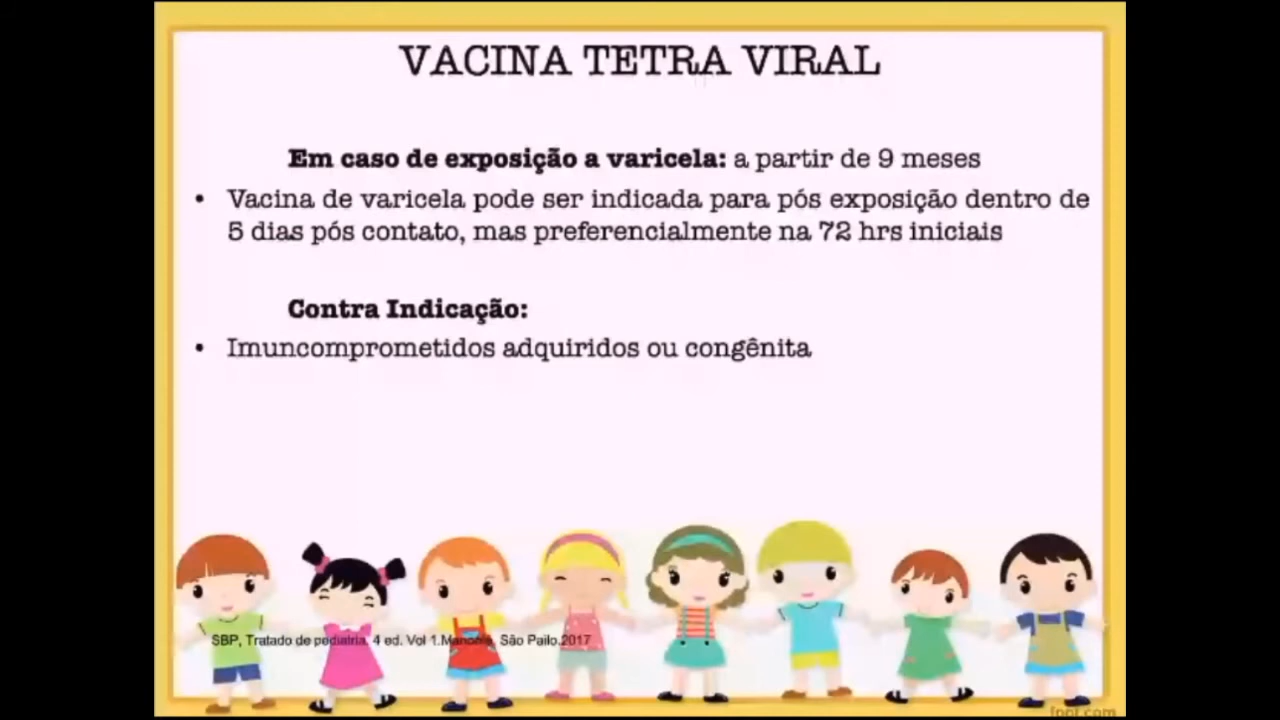 VACINA TETRA VIRAL
Em caso de exposição a varicela: a partir de 9 meses
• Vacina de varicela pode ser indicada para pós exposição dentro de
5 dias pós contato, mas preferencialmente na 72 hrs iniciais
Contra Indicação:
• Imuncomprometidos adquiridos ou congênita
SBP, Tratado de pediatria. 4 ed. Vol 1.Manole. São Pailo.2017